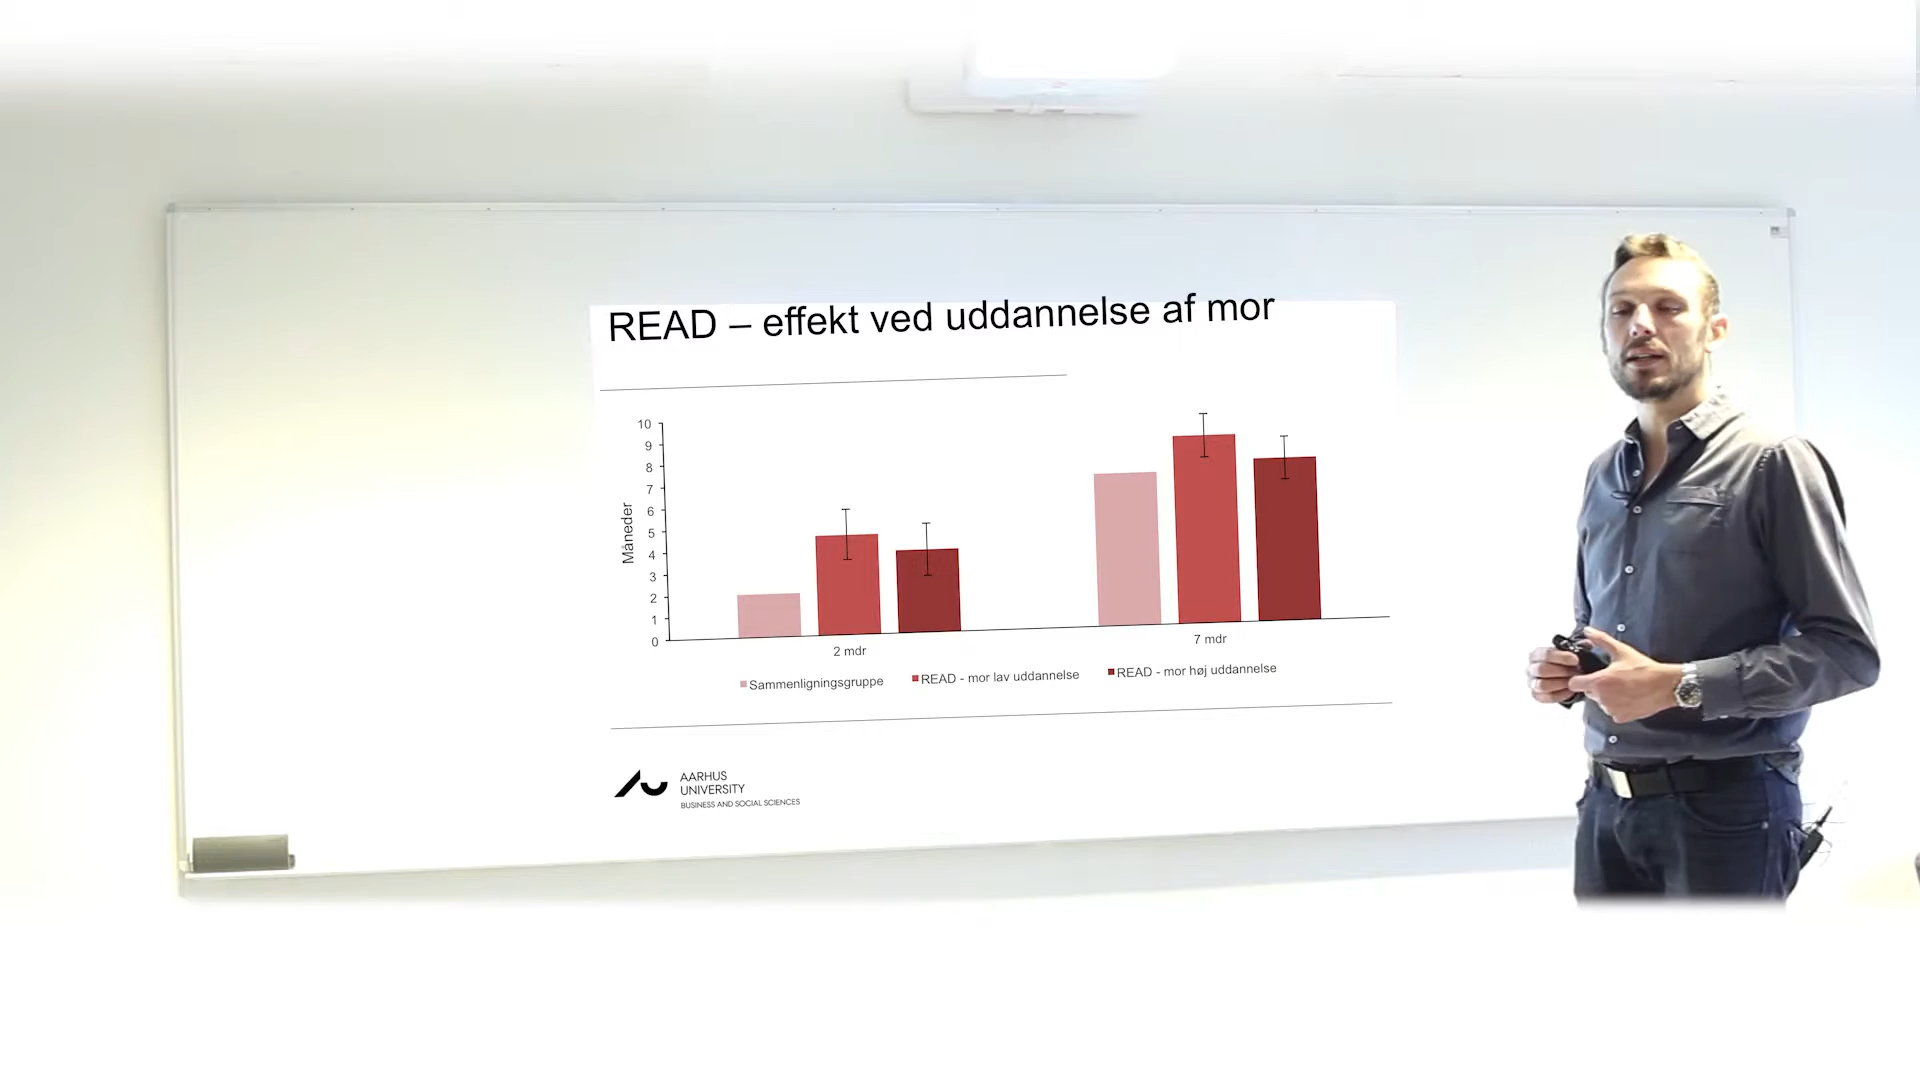 READ – effekt ved uddannelse af mor
10
9
8
7
6
5
4
3
2
1
0
Måneder
2 mdr
7 mdr
Sammenligningsgruppe
READ - mor lav uddannelse
READ - mor høj uddannelse
AARHUS
UNIVERSITY
BUSINESS AND SOCIAL SCIENCES